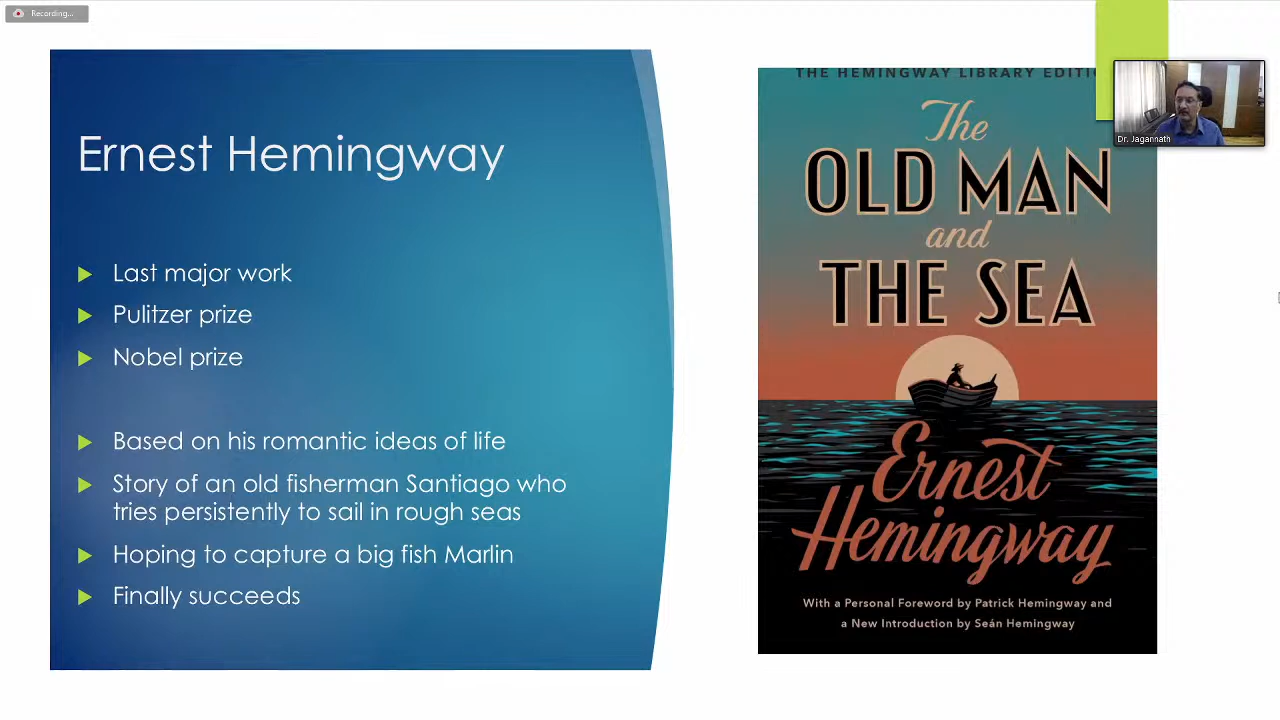 Recording...
Ernest Hemingway
Last major work
Pulitzer prize
Nobel prize
Based on his romantic ideas of life
Story of an old fisherman Santiago who
tries persistently to sail in rough seas
Hoping to capture a big fish Marlin
Finally succeeds
THE HEMINGWAY LIBRARY EDITI
The
OLD MAN
and
THE SEA
Ernest
Hemingway
With a Personal Foreword by Patrick Hemingway and
a New Introduction by Seán Hemingway
Dr. Jagannath